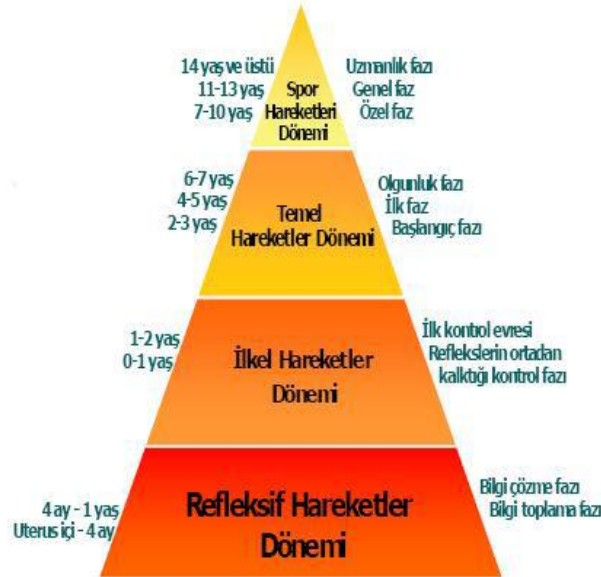 14 yaş ve üstü
11-13 yaş
7-10 yaş
Spor
Hareketleri
Dönemi
Uzmanlık fazı
Genel faz
Özel faz
6-7 yaş
4-5 yaş
2-3 yaş
Temel
Hareketler Dönemi
Olgunluk fazı
İlk faz
Başlangıç fazı
1-2 yaş
0-1 yaş
İlkel Hareketler
Dönemi
İlk kontrol evresi
Reflekslerin ortadan
kalktığı kontrol fazı
4 ay - 1 yaş
Uterus içi - 4 ay
Refleksif Hareketler
Dönemi
Bilgi çözme fazı
Bilgi toplama fazı